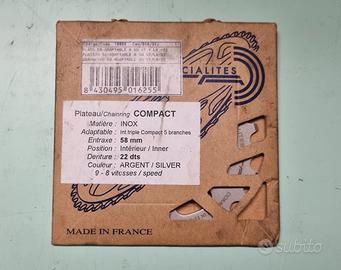 8 430495 016255
CIALITES
Plateau/Chainring COMPACT
Matière : INOX
Adaptable : int triple Compact 5 branches
Entraxe : 58 mm
Position : Intérieur / Inner
Denture : 22 dts
Couleur : ARGENT / SILVER
9 - 8 vitesses / speed
MADE IN FRANCE
subito